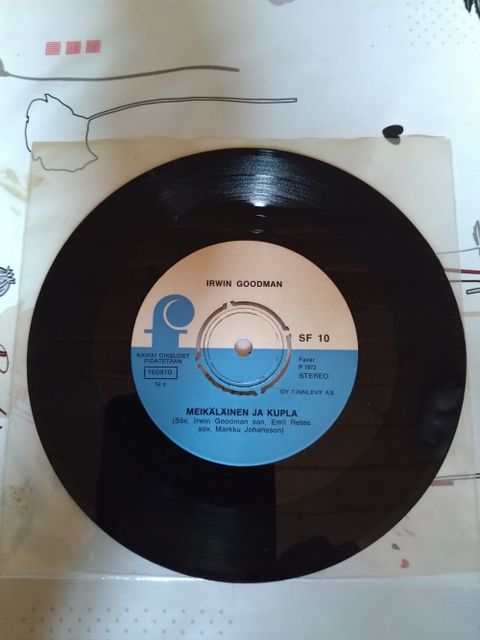 IRWIN GOODMAN
SF 10
KAIKKI OIKEUDET
PIDÄTETÄÄN
TEOSTO
Fazer
P 1972
STEREO
OY FINNLEVY AB
MEIKÄLÄINEN JA KUPLA
(Säv. Irwin Goodman san. Emil Retee
sov. Markku Johansson)